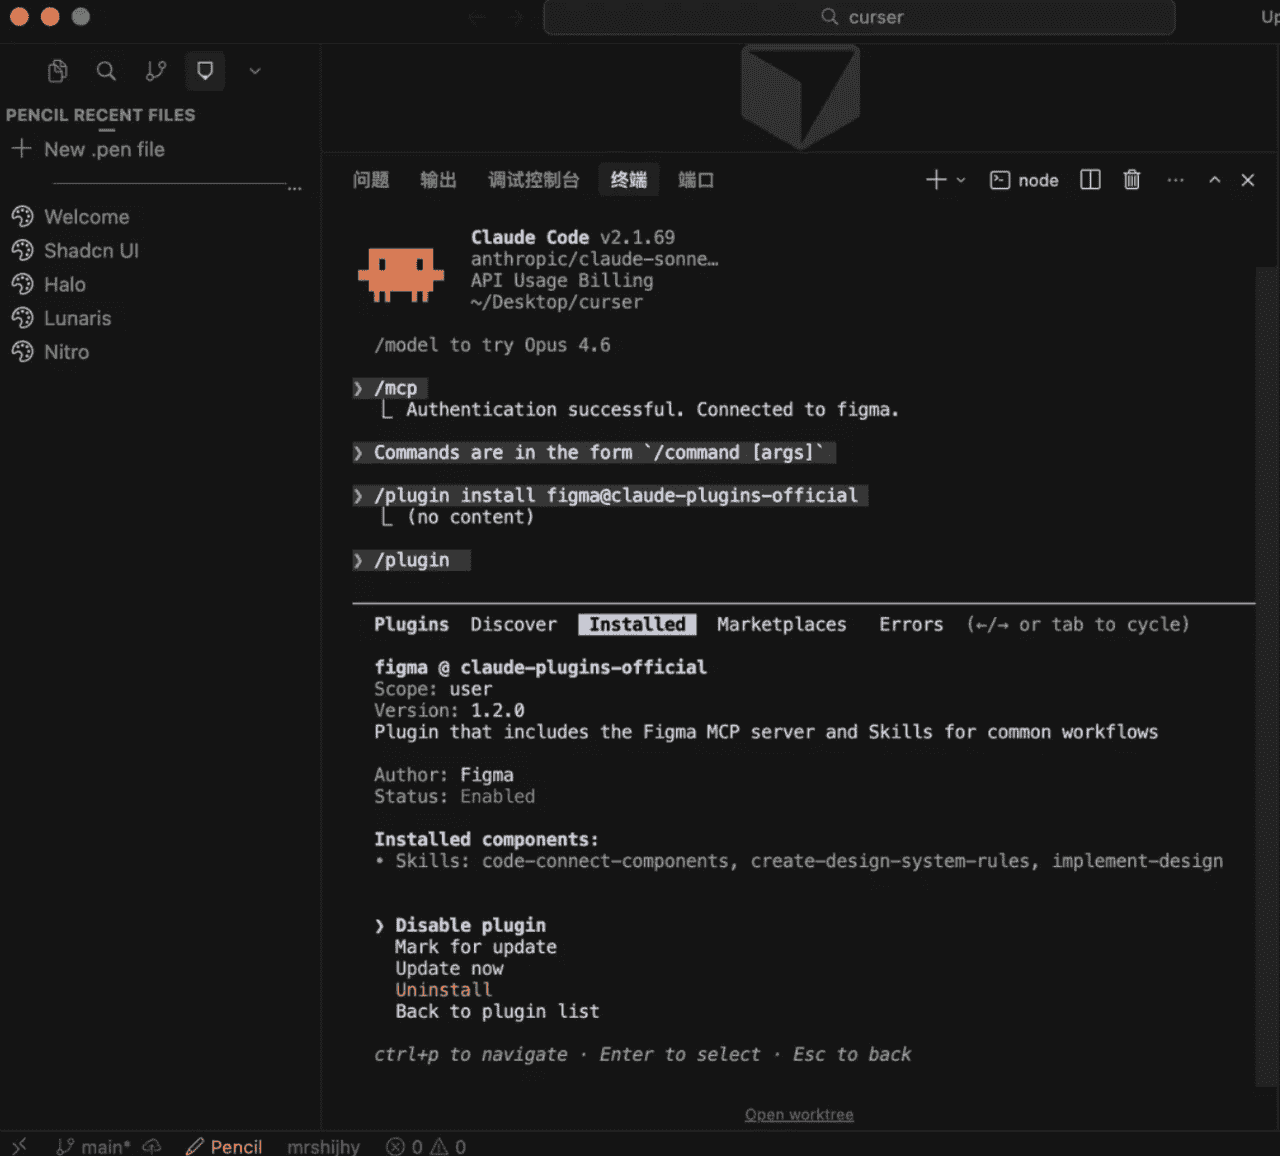 curser
Up
PENCIL RECENT FILES
New .pen file
...
Welcome
Shadcn UI
Halo
Lunaris
Nitro
问题 输出 调试控制台 终端 端口 node
Claude Code v2.1.69
anthropic/claude-sonne…
API Usage Billing
~/Desktop/curser
/model to try Opus 4.6
❯ /mcp
⎿ Authentication successful. Connected to figma.
❯ Commands are in the form `/command [args]`
❯ /plugin install figma@claude-plugins-official
⎿ (no content)
❯ /plugin
Plugins Discover Installed Marketplaces Errors (←/→ or tab to cycle)
figma @ claude-plugins-official
Scope: user
Version: 1.2.0
Plugin that includes the Figma MCP server and Skills for common workflows
Author: Figma
Status: Enabled
Installed components:
• Skills: code-connect-components, create-design-system-rules, implement-design
❯ Disable plugin
Mark for update
Update now
Uninstall
Back to plugin list
ctrl+p to navigate · Enter to select · Esc to back
Open worktree
main* Pencil mrshijhy 0 0